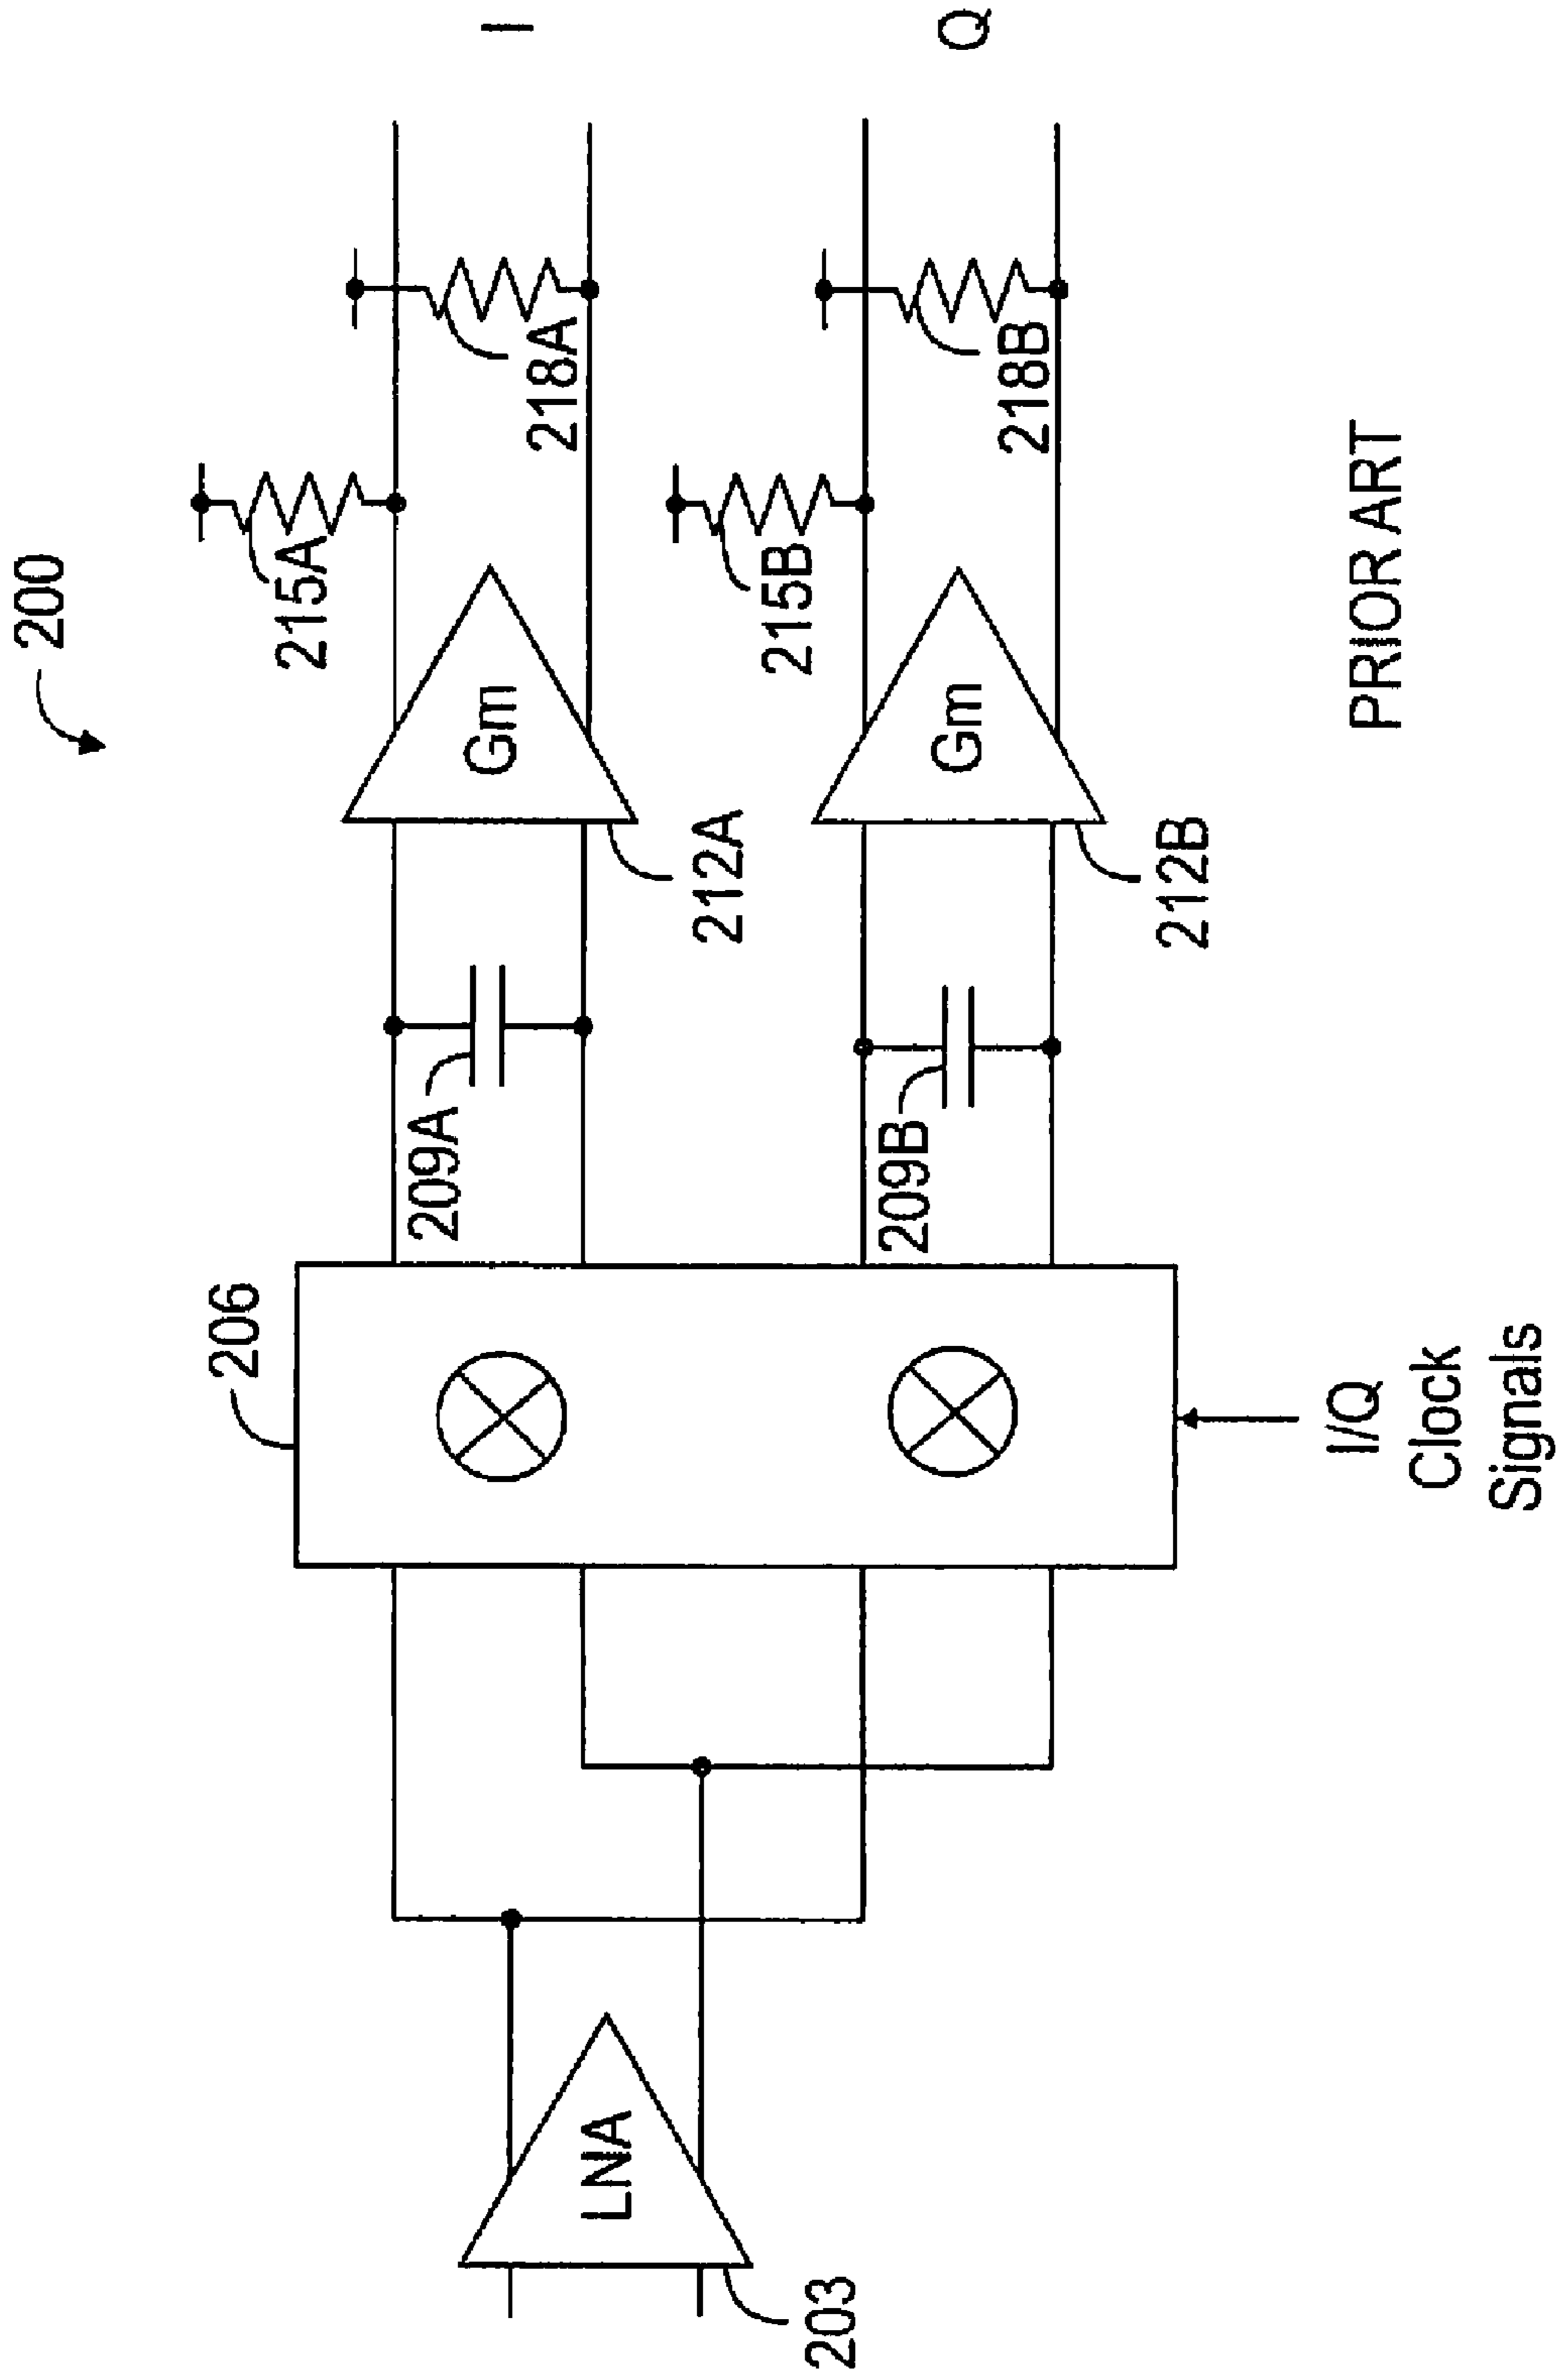 200
215A
218A
I
206
209A
Gm
212A
LNA
203
215B
218B
Q
209B
Gm
212B
I/Q
Clock
Signals
PRIOR ART